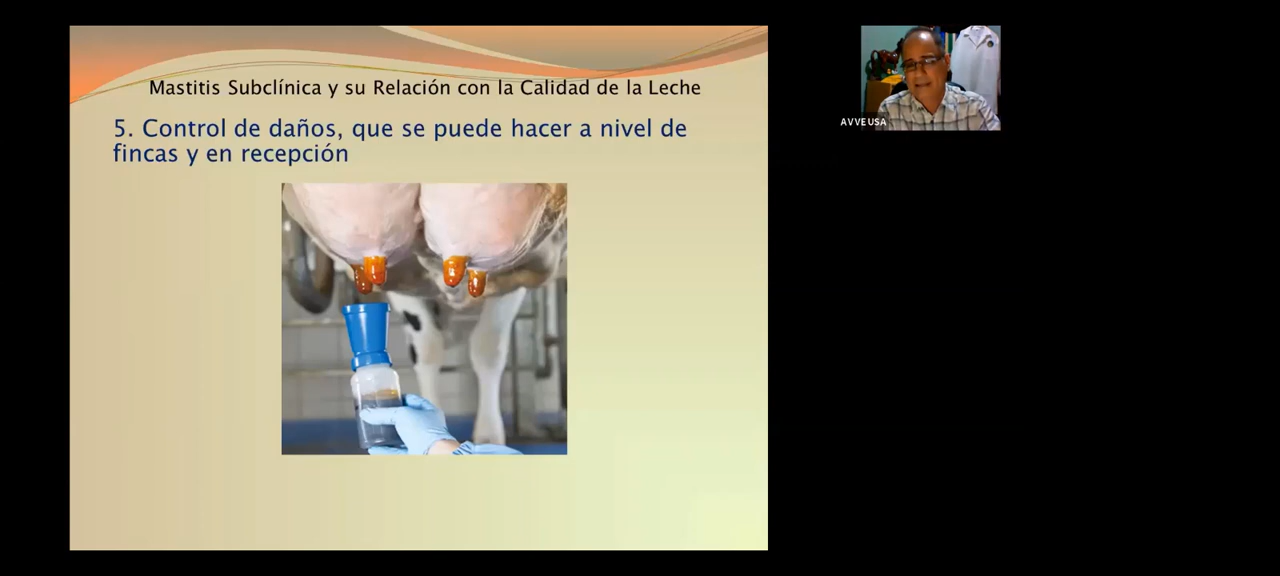 Mastitis Subclínica y su Relación con la Calidad de la Leche
5. Control de daños, que se puede hacer a nivel de
fincas y en recepción
AVVEUSA